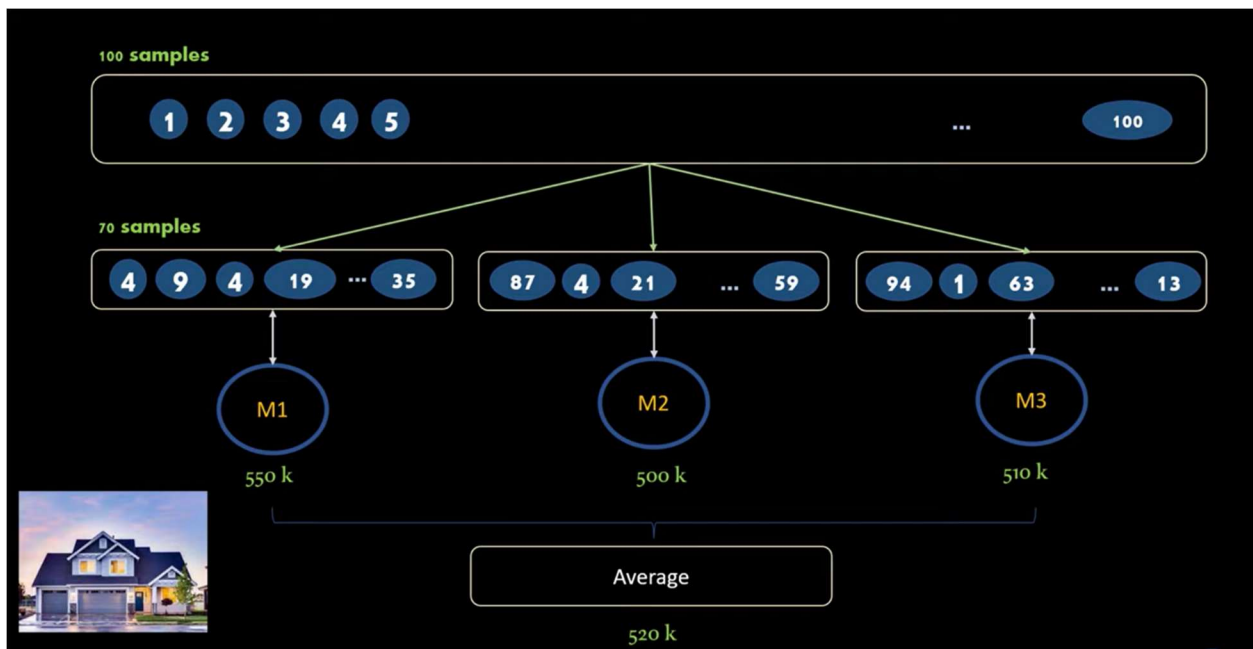 100 samples
1 2 3 4 5 ... 100
70 samples
4 9 4 19 ... 35
87 4 21 ... 59
94 1 63 ... 13
M1
M2
M3
550 k
500 k
510 k
Average
520 k